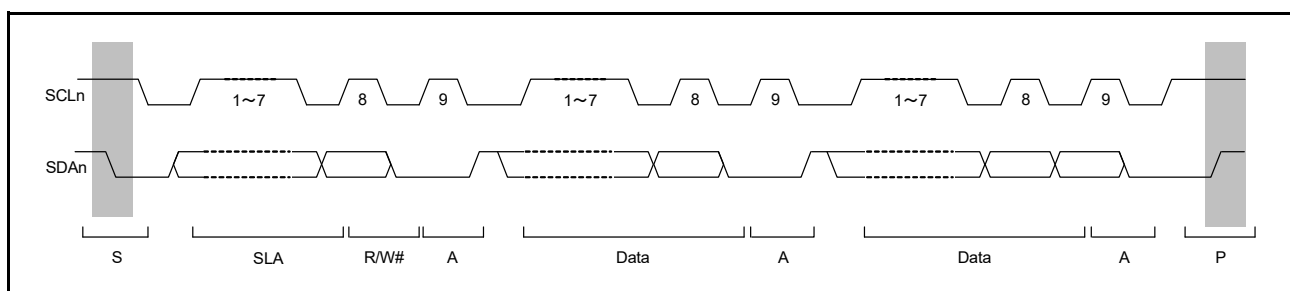 SCLn 1～7 8 9 1～7 8 9 1～7 8 9
SDAn
S SLA R/W# A Data A Data A P